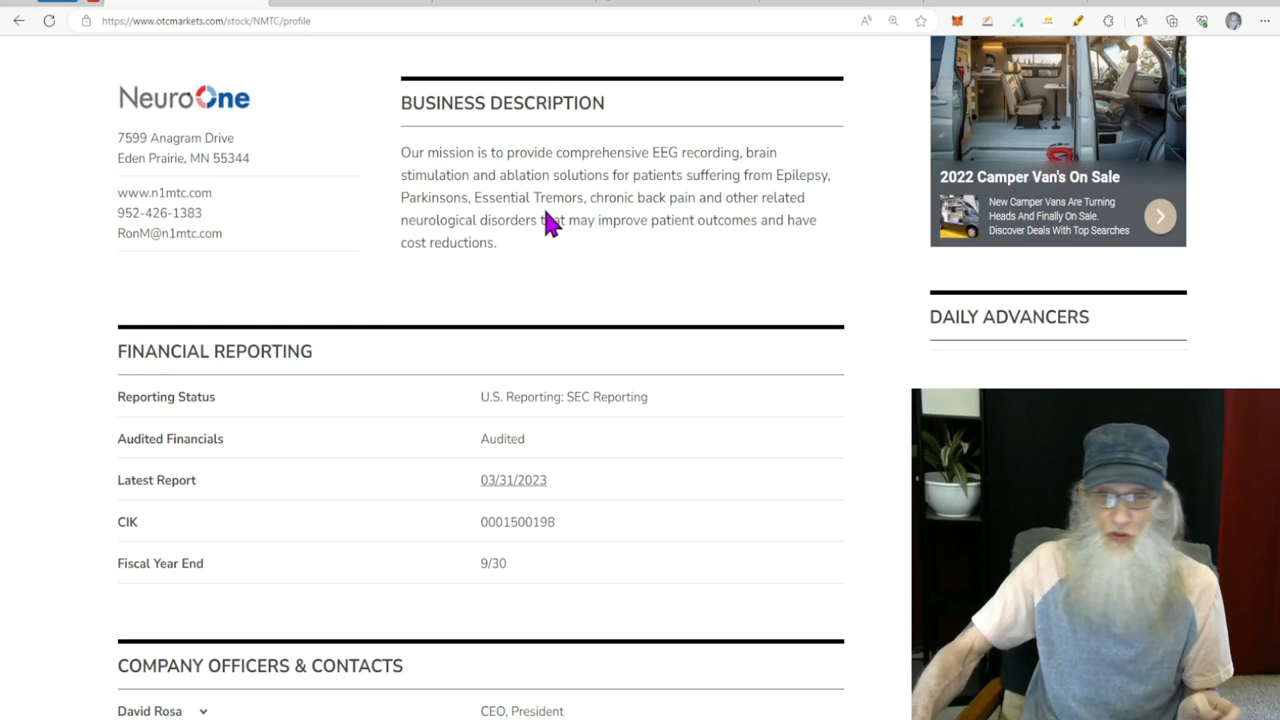 https://www.otcmarkets.com/stock/NMTC/profile
NeuroOne
7599 Anagram Drive
Eden Prairie, MN 55344
www.n1mtc.com
952-426-1383
RonM@n1mtc.com
BUSINESS DESCRIPTION
Our mission is to provide comprehensive EEG recording, brain
stimulation and ablation solutions for patients suffering from Epilepsy,
Parkinsons, Essential Tremors, chronic back pain and other related
neurological disorders that may improve patient outcomes and have
cost reductions.
2022 Camper Van's On Sale
New Camper Vans Are Turning
Heads And Finally On Sale.
Discover Deals With Top Searches
DAILY ADVANCERS
FINANCIAL REPORTING
Reporting Status U.S. Reporting: SEC Reporting
Audited Financials Audited
Latest Report 03/31/2023
CIK 0001500198
Fiscal Year End 9/30
COMPANY OFFICERS & CONTACTS
David Rosa CEO, President